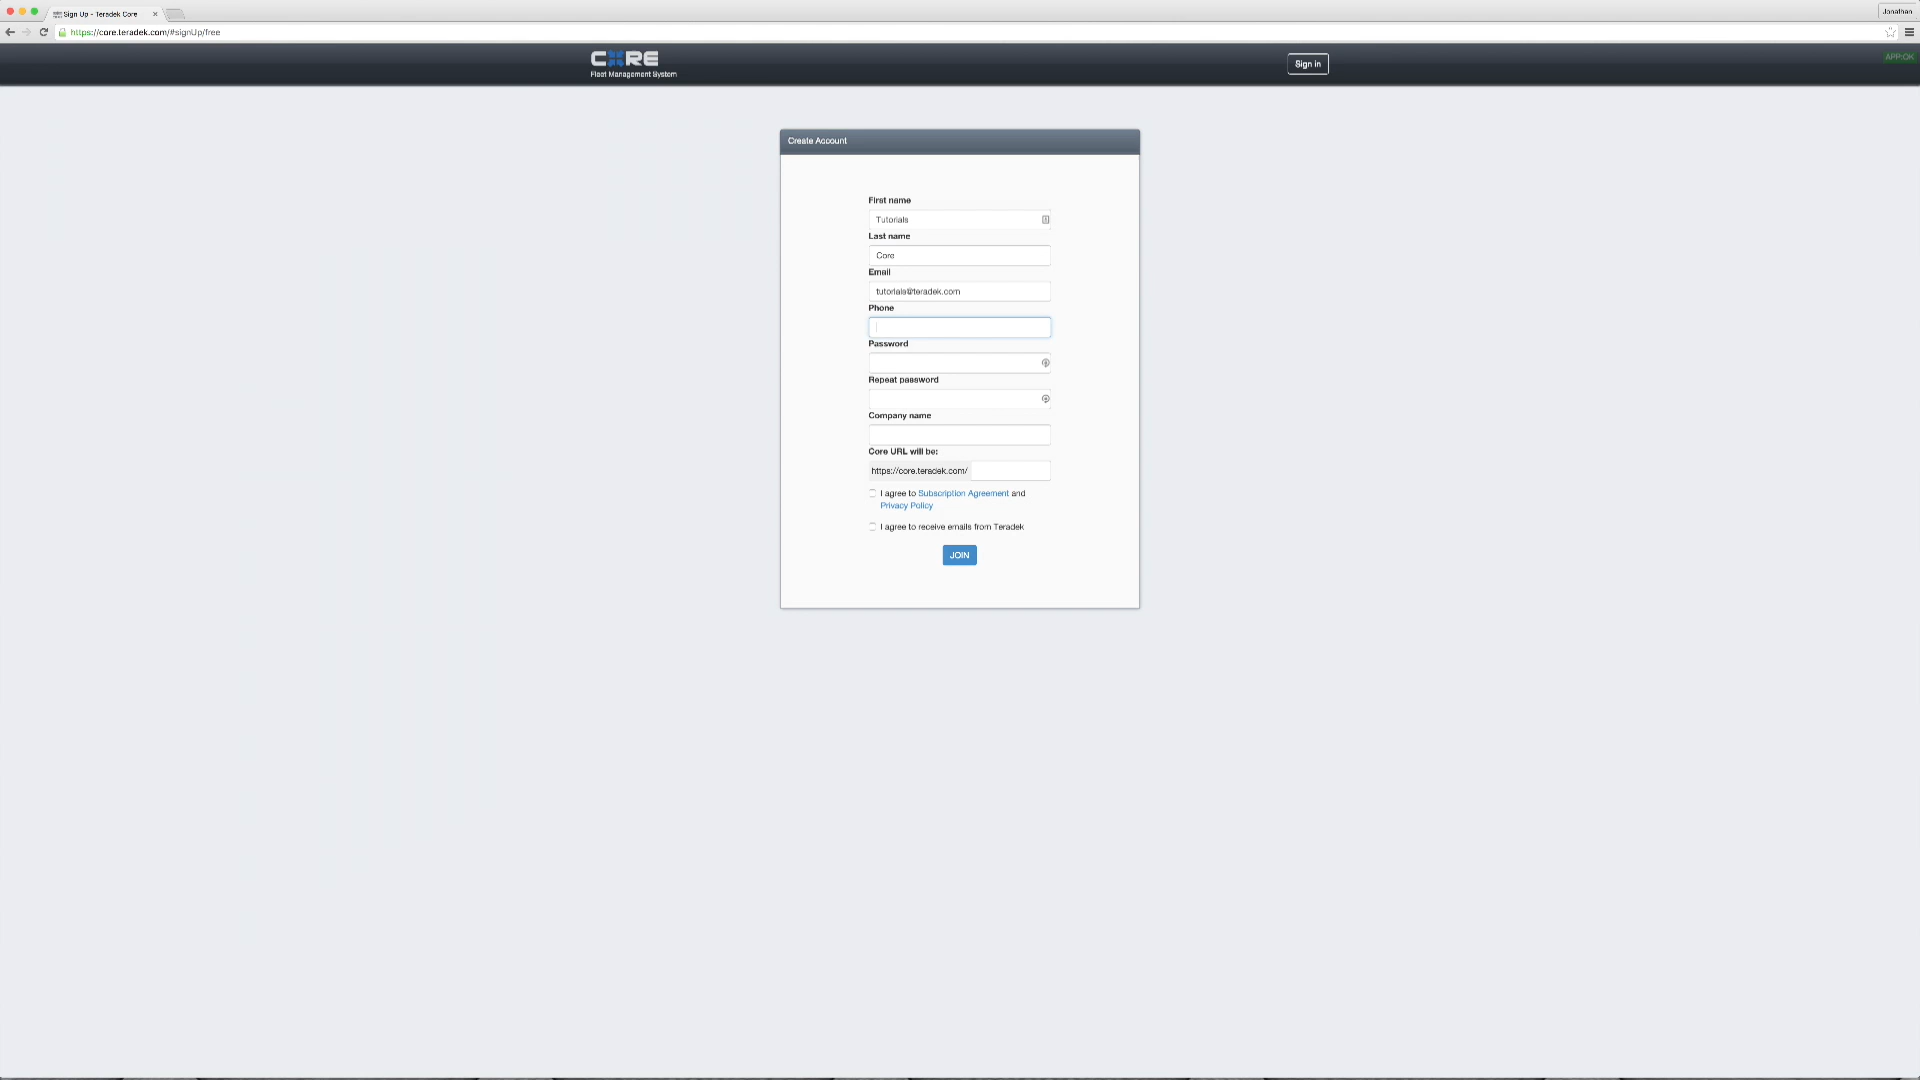 Sign Up - Teradek Core
Jonathan
https://core.teradek.com/#signUp/free
CORE
Fleet Management System
Sign in
APP:OK
Create Account
First name
Tutorials
Last name
Core
Email
tutorials@teradek.com
Phone
Password
Repeat password
Company name
Core URL will be:
https://core.teradek.com/
I agree to Subscription Agreement and
Privacy Policy
I agree to receive emails from Teradek
JOIN